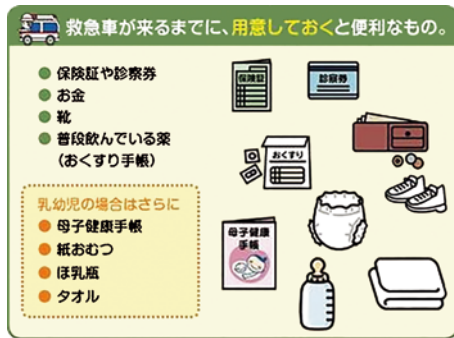 救急車が来るまでに、用意しておくと便利なもの。
● 保険証や診察券
● お金
● 靴
● 普段飲んでいる薬
（おくすり手帳）
乳幼児の場合はさらに
● 母子健康手帳
● 紙おむつ
● ほ乳瓶
● タオル
保険証
診察券
おくすり
母子健康
手帳